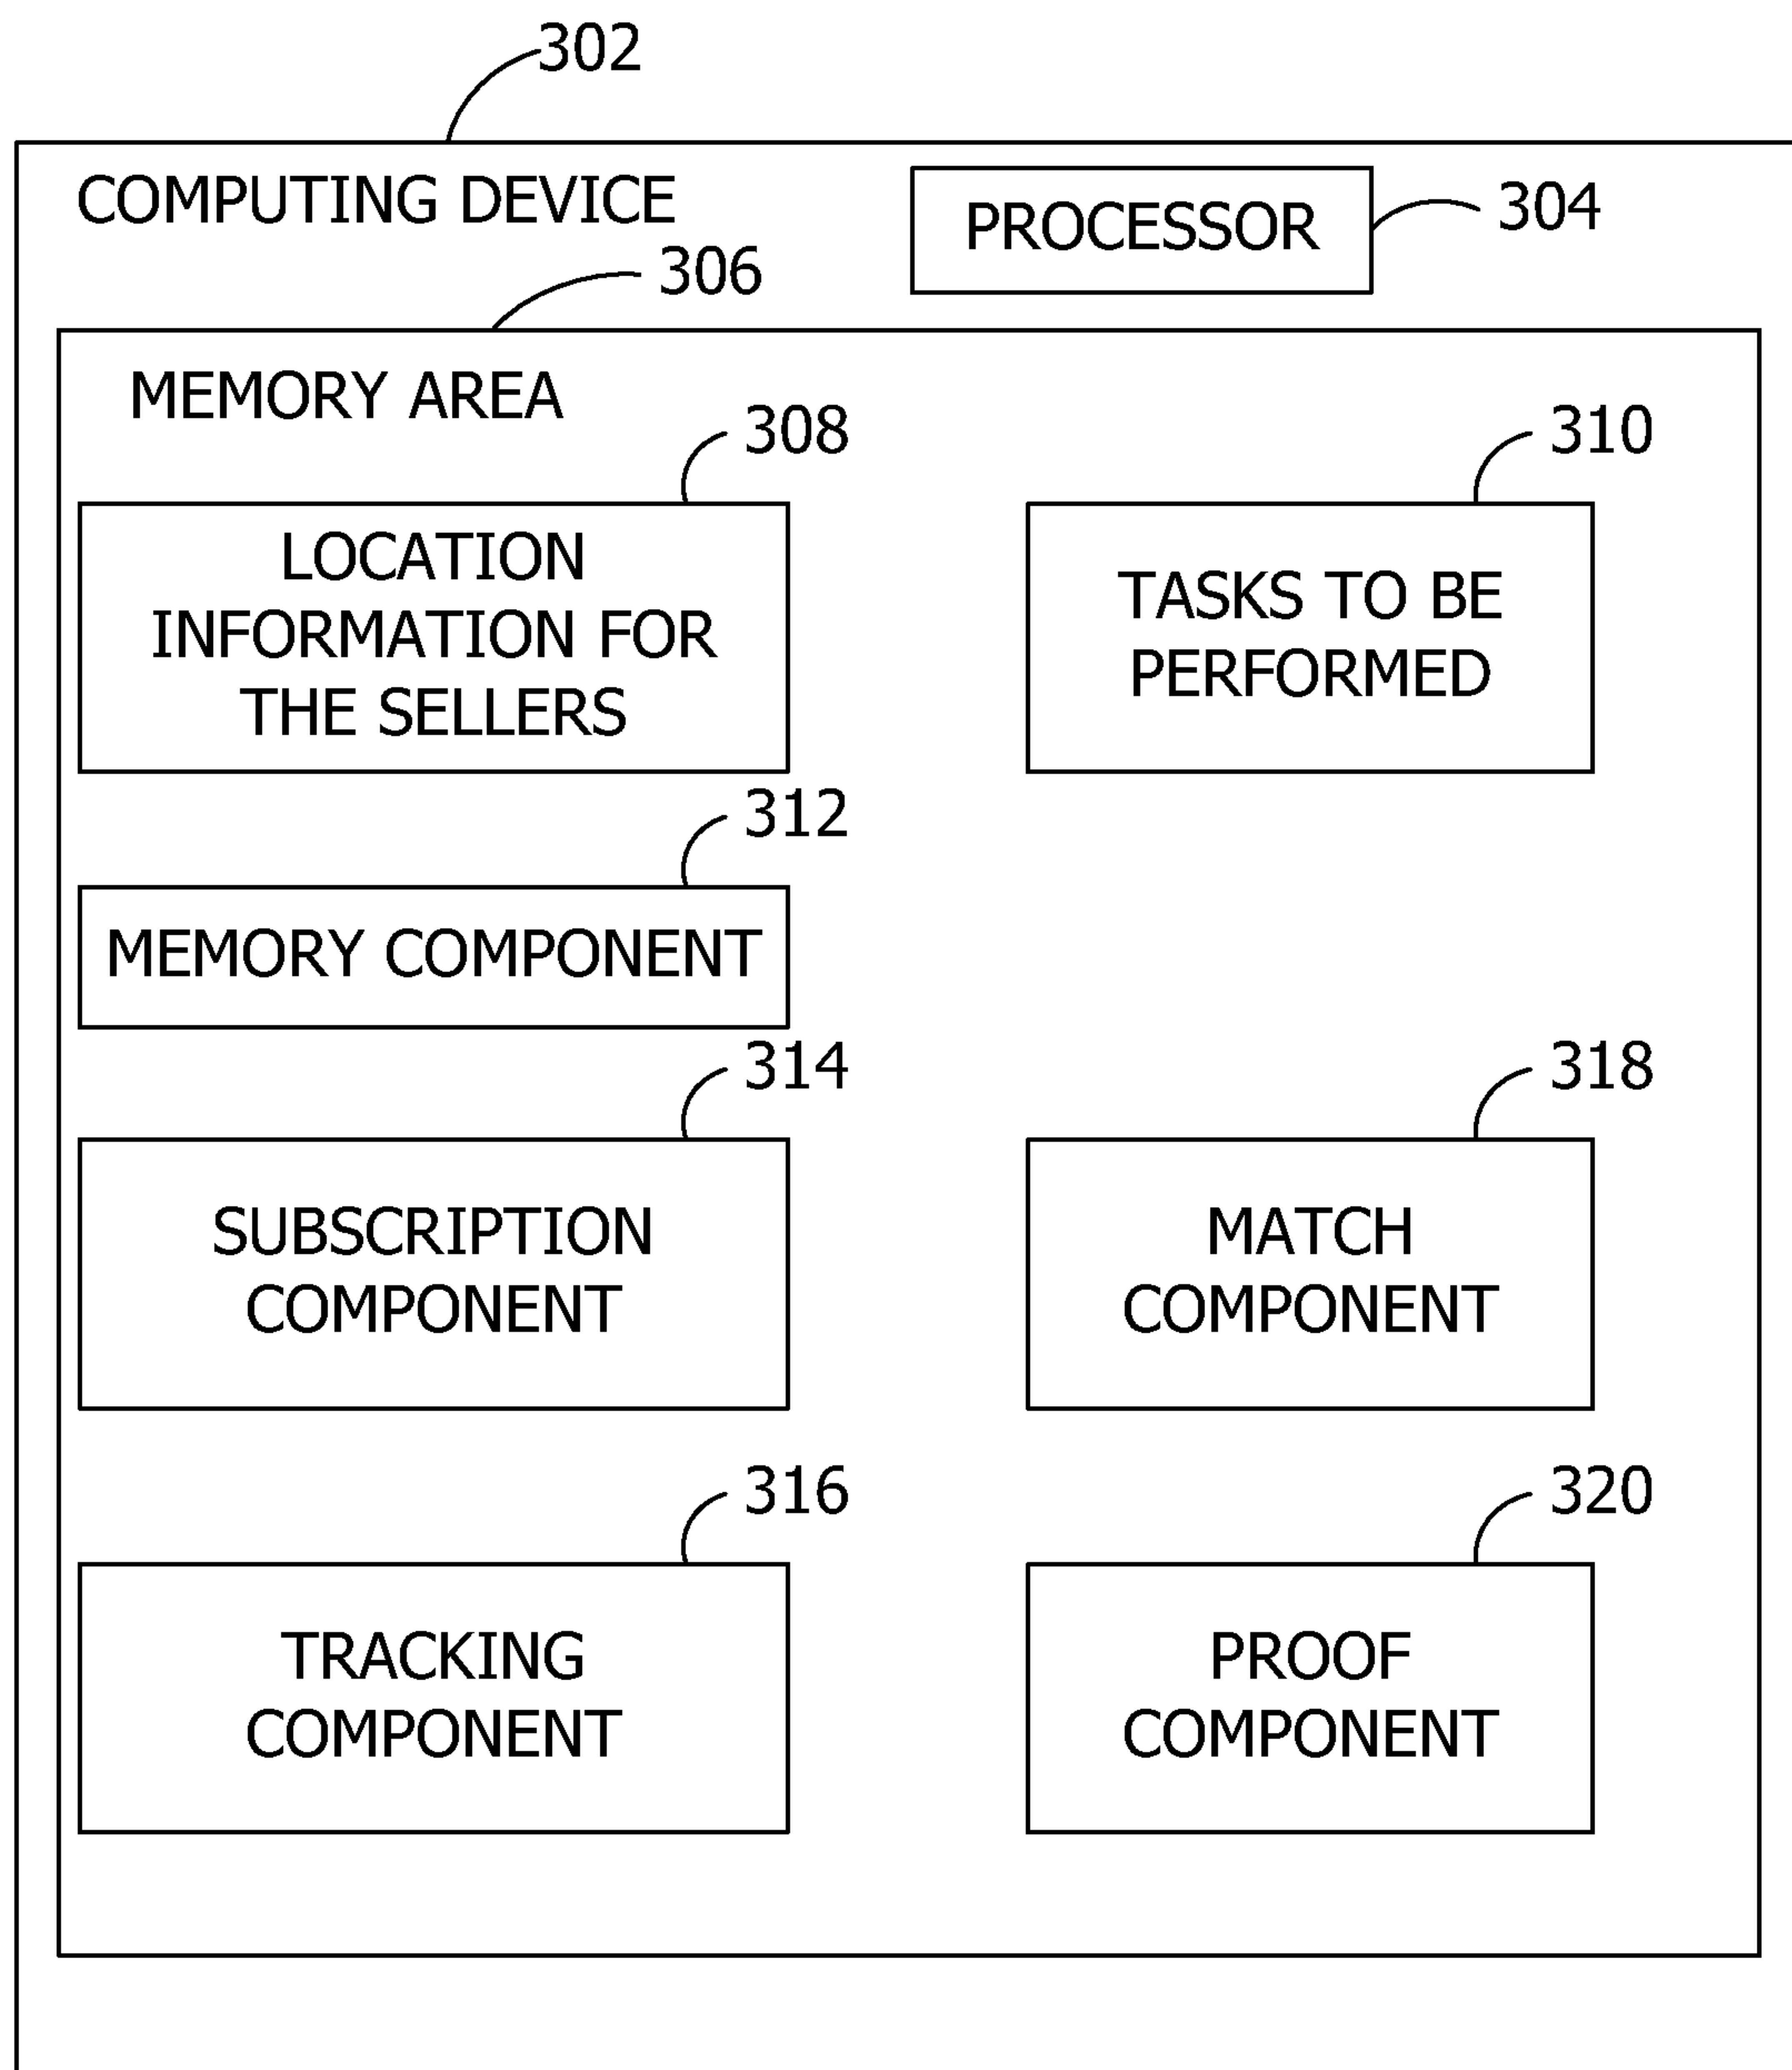 302
COMPUTING DEVICE
PROCESSOR
304
306
MEMORY AREA
308
LOCATION
INFORMATION FOR
THE SELLERS
310
TASKS TO BE
PERFORMED
312
MEMORY COMPONENT
314
SUBSCRIPTION
COMPONENT
318
MATCH
COMPONENT
316
TRACKING
COMPONENT
320
PROOF
COMPONENT